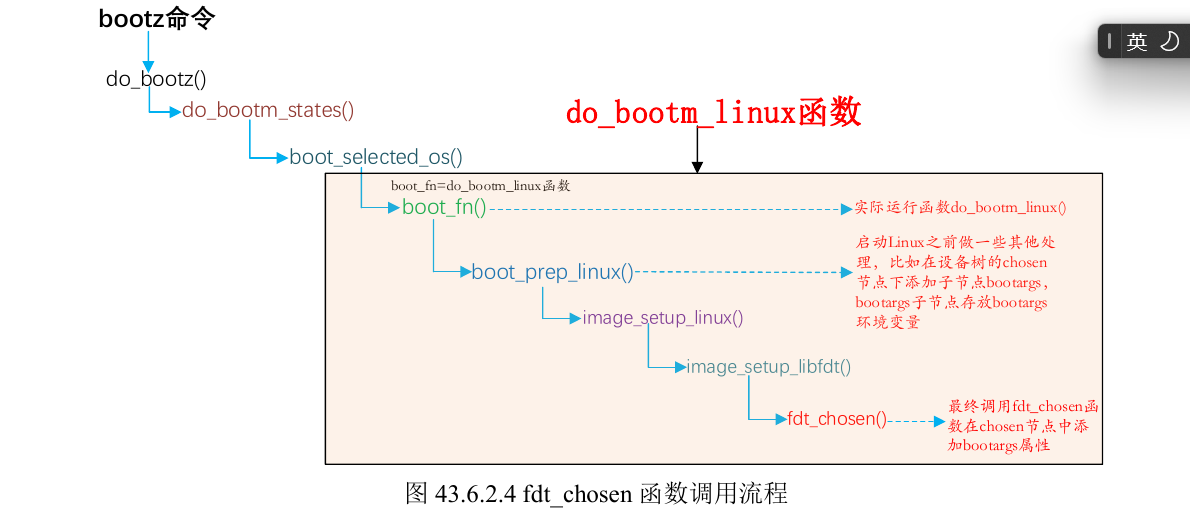 bootz命令
英
do_bootz()
do_bootm_states()
do_bootm_linux函数
boot_selected_os()
boot_fn=do_bootm_linux函数
boot_fn()
实际运行函数do_bootm_linux()
启动Linux之前做一些其他处
理，比如在设备树的chosen
节点下添加子节点bootargs，
bootargs子节点存放bootargs
环境变量
boot_prep_linux()
image_setup_linux()
image_setup_libfdt()
fdt_chosen()
最终调用fdt_chosen函
数在chosen节点中添
加bootargs属性
图 43.6.2.4 fdt_chosen 函数调用流程